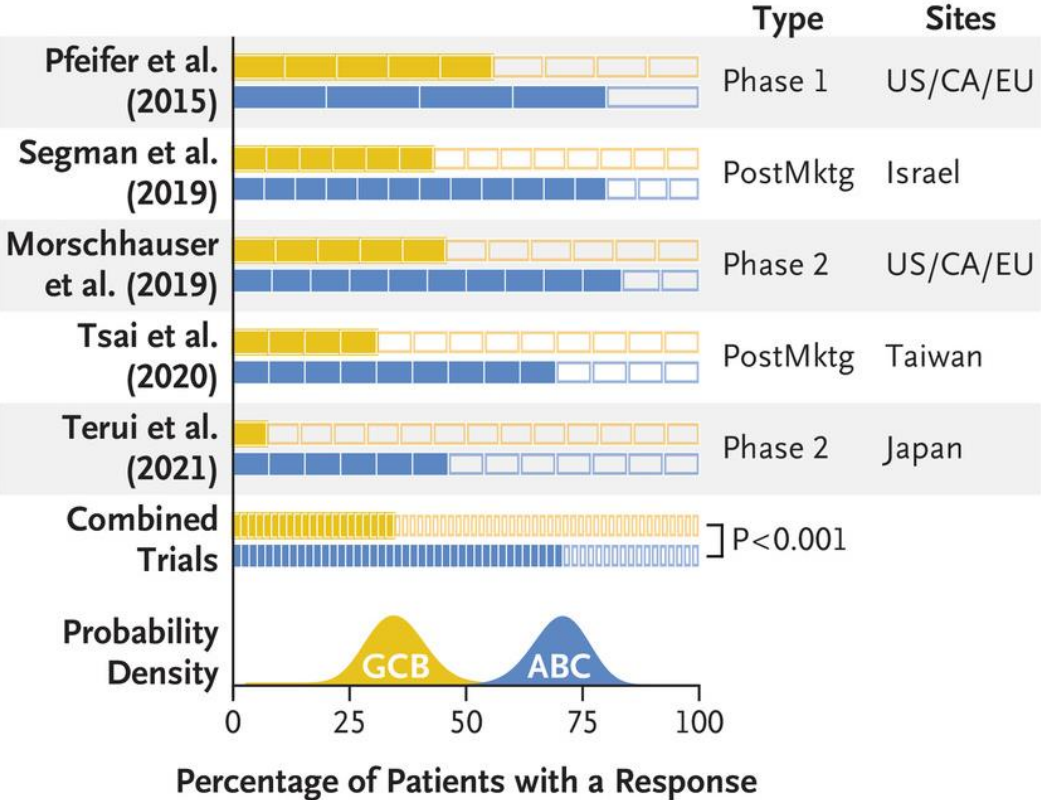 Type Sites
Pfeifer et al.
(2015)
Phase 1 US/CA/EU
Segman et al.
(2019)
PostMktg Israel
Morschhauser
et al. (2019)
Phase 2 US/CA/EU
Tsai et al.
(2020)
PostMktg Taiwan
Terui et al.
(2021)
Phase 2 Japan
Combined
Trials
P<0.001
Probability
Density
GCB ABC
0 25 50 75 100
Percentage of Patients with a Response